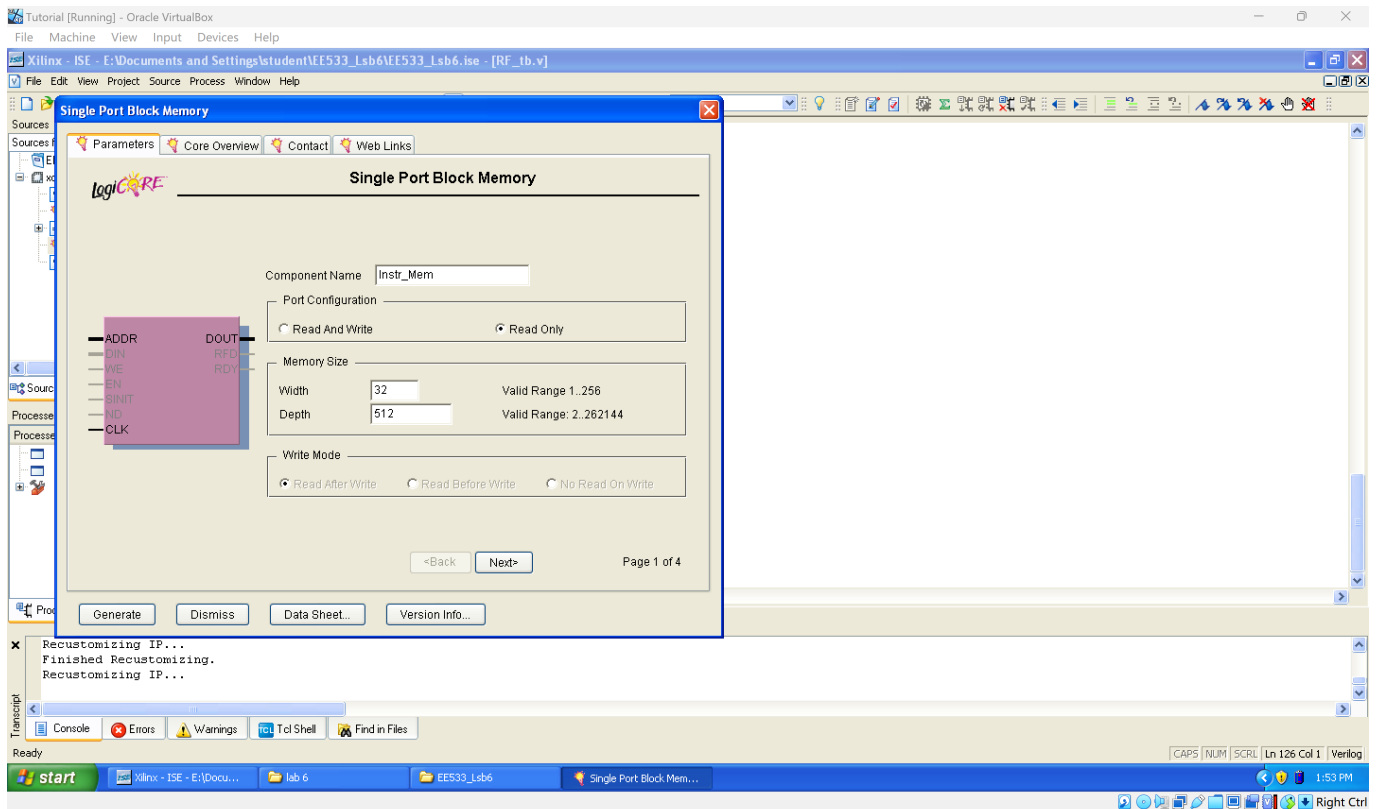 Tutorial [Running] - Oracle VirtualBox
File Machine View Input Devices Help
Xilinx - ISE - E:\Documents and Settings\student\EE533_Lsb6\EE533_Lsb6.ise - [RF_tb.v]
File Edit View Project Source Process Window Help
Single Port Block Memory
Sources
Sources f
Parameters Core Overview Contact Web Links
logiCORE
Single Port Block Memory
Component Name Instr_Mem
Port Configuration
Read And Write Read Only
ADDR DOUT
DIN RFD
WE RDY
EN
SINIT
ND
CLK
Memory Size
Width 32 Valid Range 1..256
Depth 512 Valid Range: 2..262144
Write Mode
Read After Write Read Before Write No Read On Write
<Back Next> Page 1 of 4
Generate Dismiss Data Sheet... Version Info...
Sourc
Processe
Processe
Proc
Recustomizing IP...
Finished Recustomizing.
Recustomizing IP...
Transcript
Console Errors Warnings Tcl Shell Find in Files
Ready CAPS NUM SCRL Ln 126 Col 1 Verilog
start Xilinx - ISE - E:\Docu... lab 6 EE533_Lsb6 Single Port Block Mem... 1:53 PM
Right Ctrl